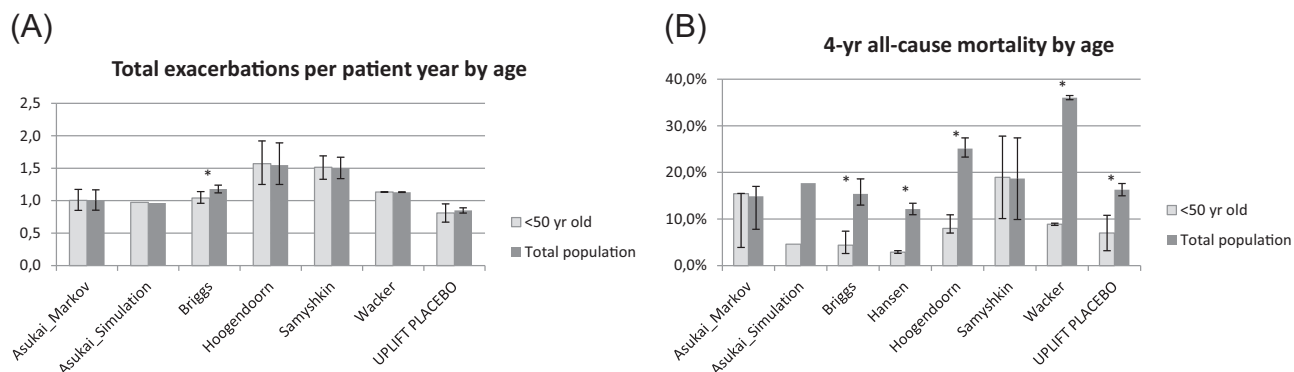 (A)
Total exacerbations per patient year by age
2,5
2,0
1,5
1,0
0,5
0,0
*
Asukai_Markov
Asukai_Simulation
Briggs
Hoogendoorn
Samyshkin
Wacker
UPLIFT PLACEBO
<50 yr old
Total population
(B)
4-yr all-cause mortality by age
40,0%
30,0%
20,0%
10,0%
0,0%
*
*
*
*
*
Asukai_Markov
Asukai_Simulation
Briggs
Hansen
Hoogendoorn
Samyshkin
Wacker
UPLIFT PLACEBO
<50 yr old
Total population